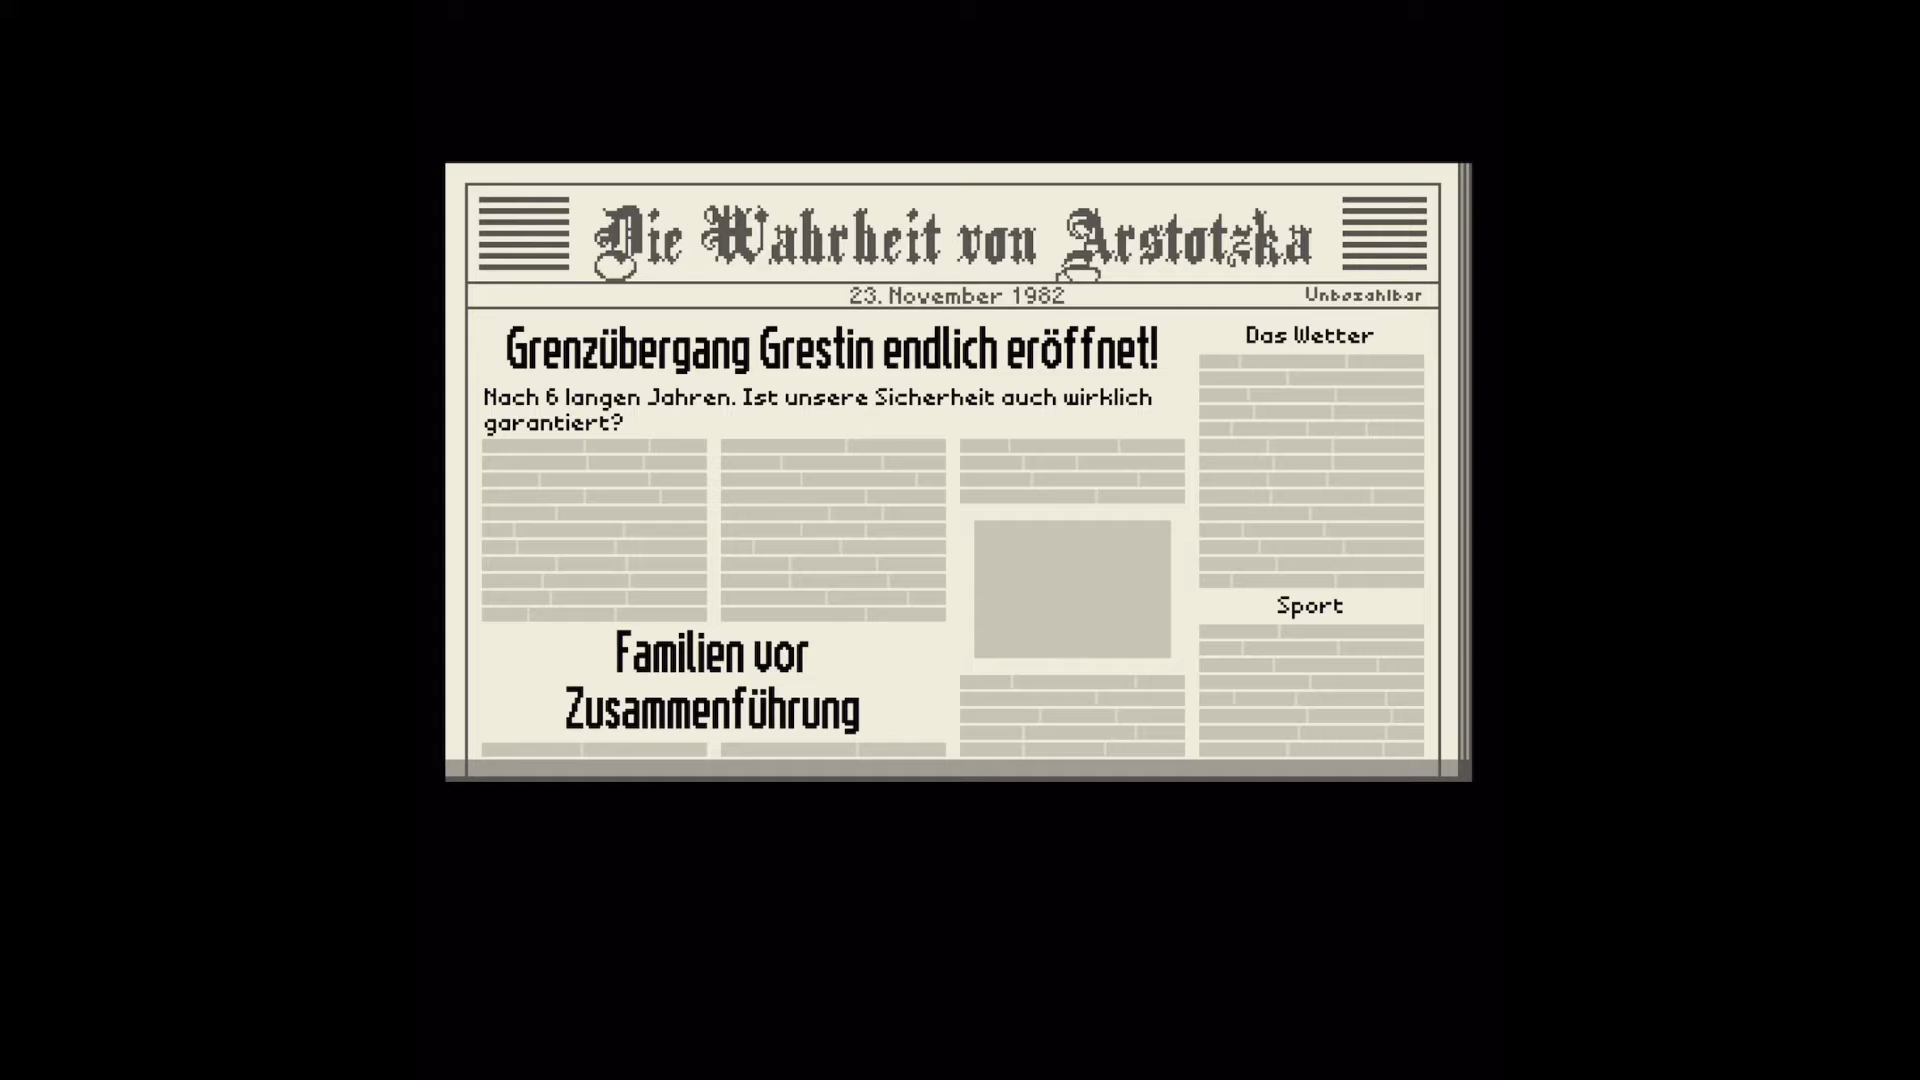 Die Wahrheit von Arstotzka
23. November 1982
Unbezahlbar
Grenzübergang Grestin endlich eröffnet!
Nach 6 langen Jahren. Ist unsere Sicherheit auch wirklich
garantiert?
Familien vor
Zusammenführung
Das Wetter
Sport